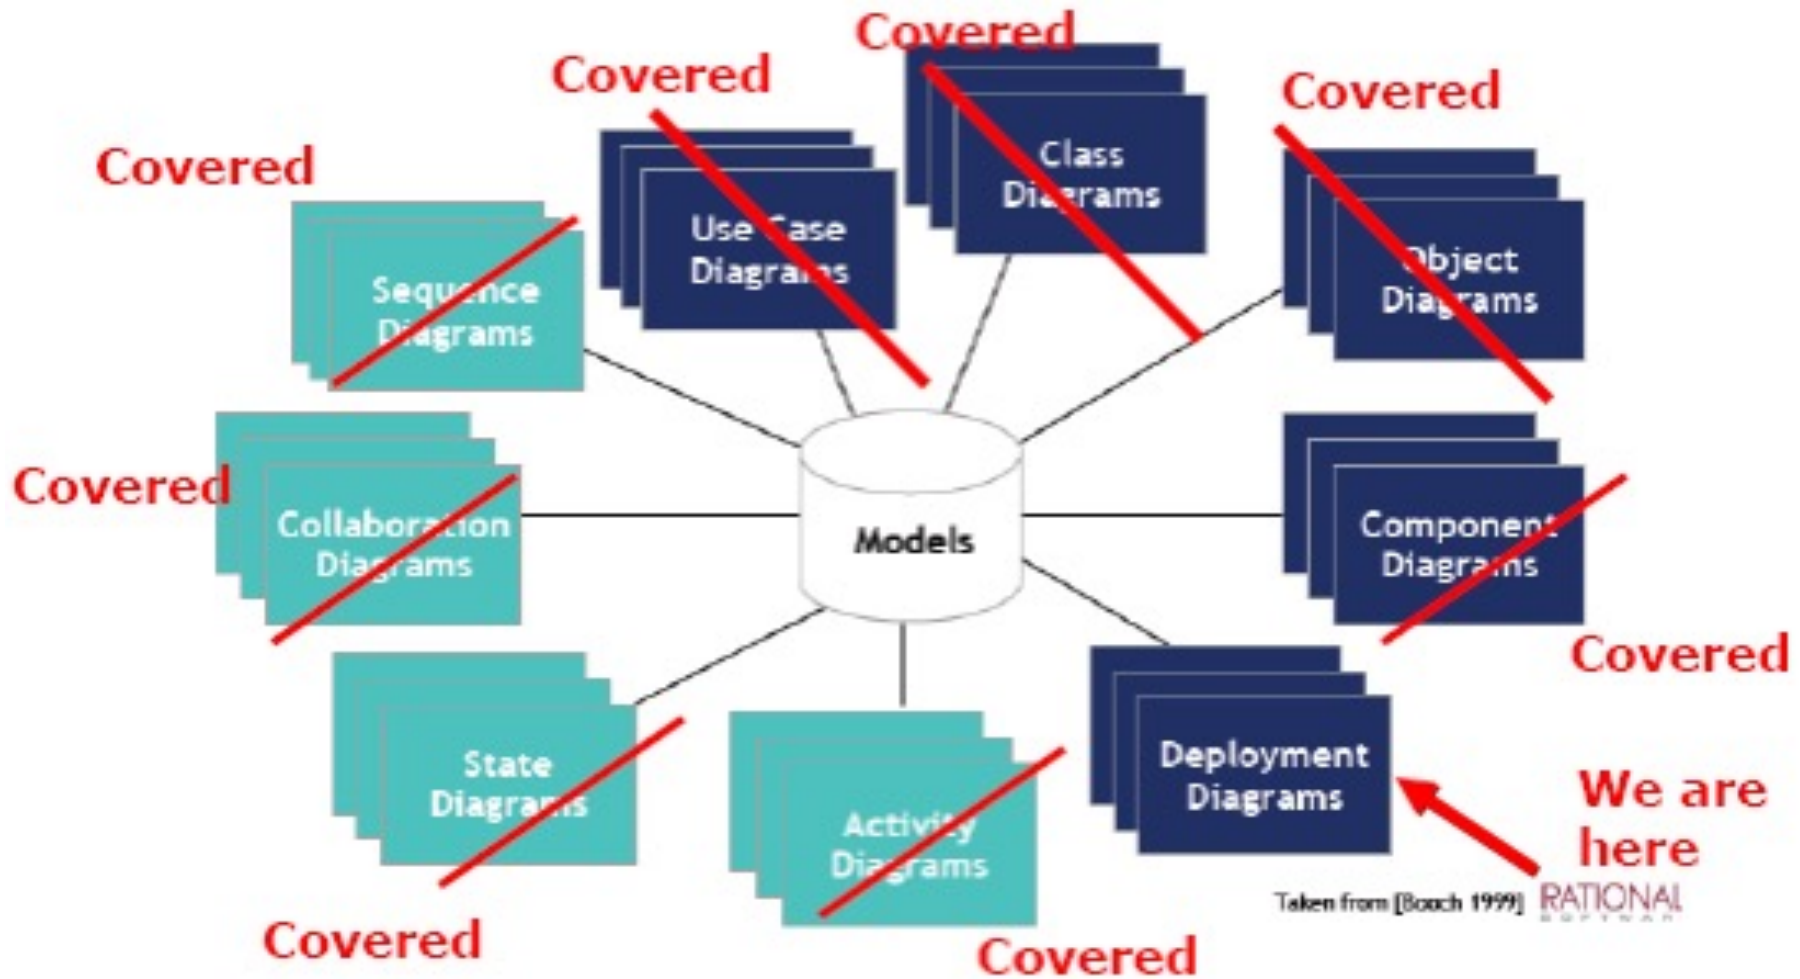 Covered
Covered
Covered
Covered
Class
Diagrams
Use Case
Diagrams
Object
Diagrams
Sequence
Diagrams
Covered
Collaboration
Diagrams
Models
Component
Diagrams
Covered
State
Diagrams
Deployment
Diagrams
Activity
Diagrams
We are
here
Taken from [Booch 1999]
RATIONAL
SOFTWARE
Covered
Covered